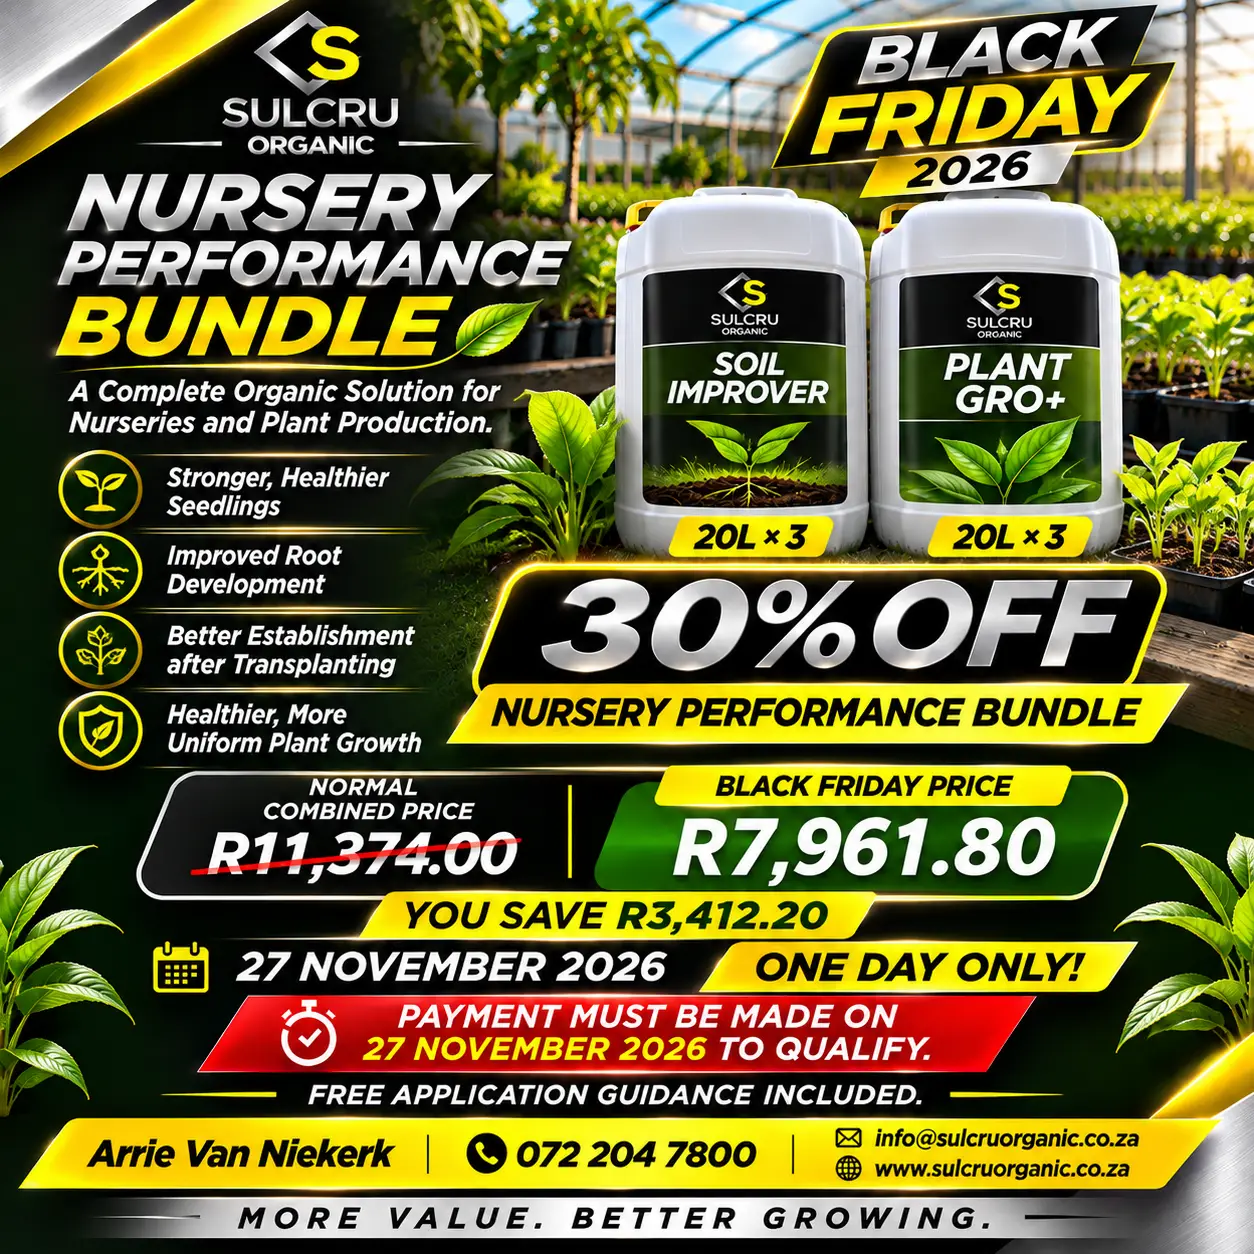 SULCRU
ORGANIC
NURSERY
PERFORMANCE
BUNDLE
A Complete Organic Solution for
Nurseries and Plant Production.
Stronger, Healthier
Seedlings
Improved Root
Development
Better Establishment
after Transplanting
Healthier, More
Uniform Plant Growth
BLACK
FRIDAY
2026
SULCRU
ORGANIC
SOIL
IMPROVER
20L × 3
SULCRU
ORGANIC
PLANT
GRO+
20L × 3
30% OFF
NURSERY PERFORMANCE BUNDLE
NORMAL
COMBINED PRICE
R11,374.00
BLACK FRIDAY PRICE
R7,961.80
YOU SAVE R3,412.20
27 NOVEMBER 2026
ONE DAY ONLY!
PAYMENT MUST BE MADE ON
27 NOVEMBER 2026 TO QUALIFY.
FREE APPLICATION GUIDANCE INCLUDED.
Arrie Van Niekerk
072 204 7800
info@sulcruorganic.co.za
www.sulcruorganic.co.za
MORE VALUE. BETTER GROWING.